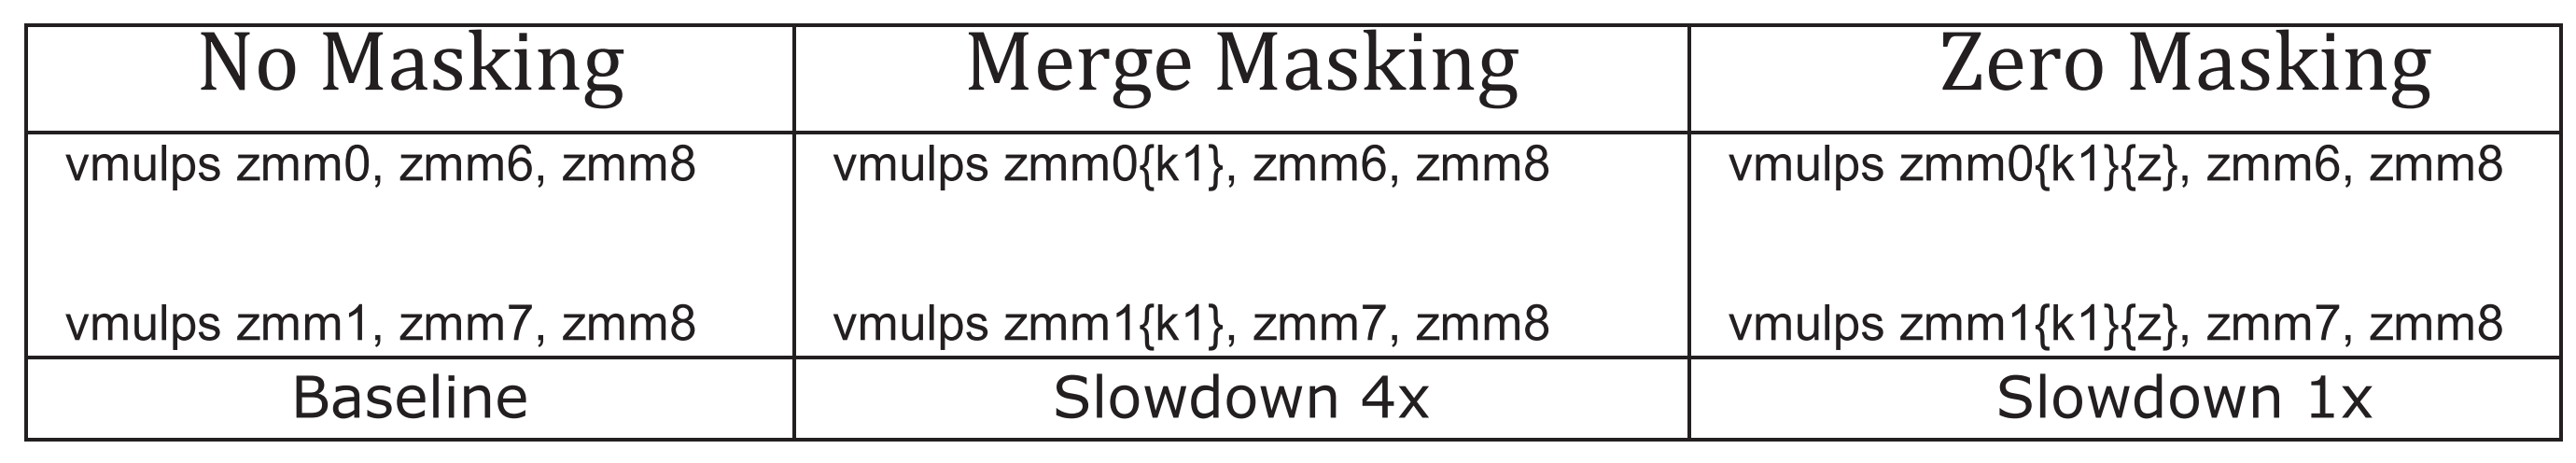 No Masking
Merge Masking
Zero Masking
vmulps zmm0, zmm6, zmm8
vmulps zmm0{k1}, zmm6, zmm8
vmulps zmm0{k1}{z}, zmm6, zmm8
vmulps zmm1, zmm7, zmm8
vmulps zmm1{k1}, zmm7, zmm8
vmulps zmm1{k1}{z}, zmm7, zmm8
Baseline
Slowdown 4x
Slowdown 1x